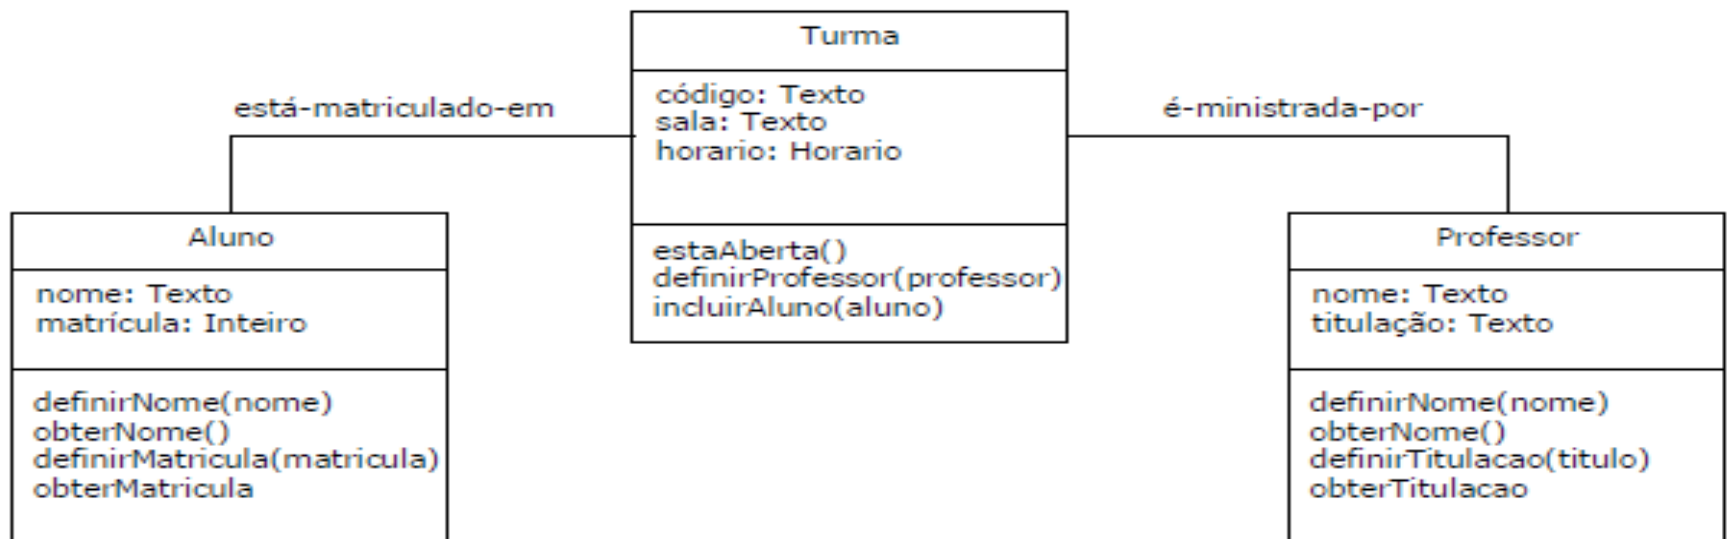 Turma
código: Texto
sala: Texto
horario: Horario
estaAberta()
definirProfessor(professor)
incluirAluno(aluno)
está-matriculado-em
é-ministrada-por
Aluno
nome: Texto
matrícula: Inteiro
definirNome(nome)
obterNome()
definirMatricula(matricula)
obterMatricula
Professor
nome: Texto
titulação: Texto
definirNome(nome)
obterNome()
definirTitulacao(titulo)
obterTitulacao